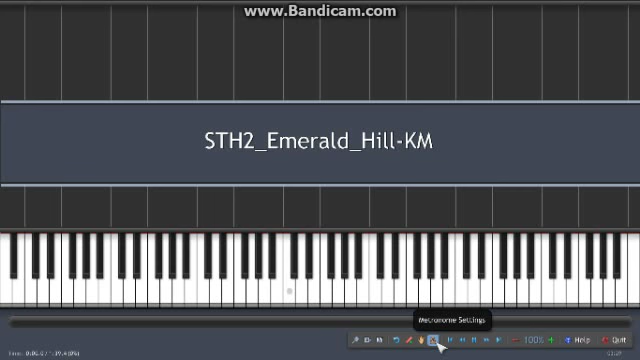 www.Bandicam.com
STH2_Emerald_Hill-KM
Metronome Settings
100% Help Quit